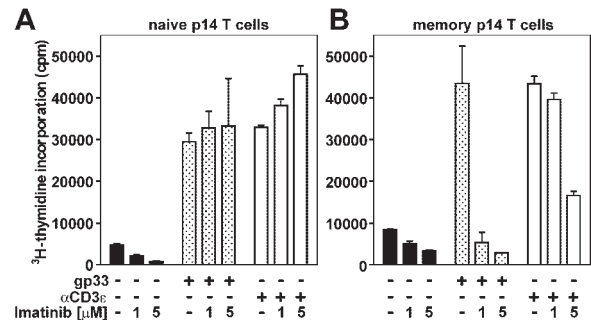 A naive p14 T cells
B memory p14 T cells
³H-thymidine incorporation (cpm)
50000
40000
30000
20000
10000
0
50000
40000
30000
20000
10000
0
gp33 - - - + + + - - - - - - + + + - - -
αCD3ε - - - - - - + + + - - - - - - + + +
Imatinib [μM] - 1 5 - 1 5 - 1 5 - 1 5 - 1 5 - 1 5